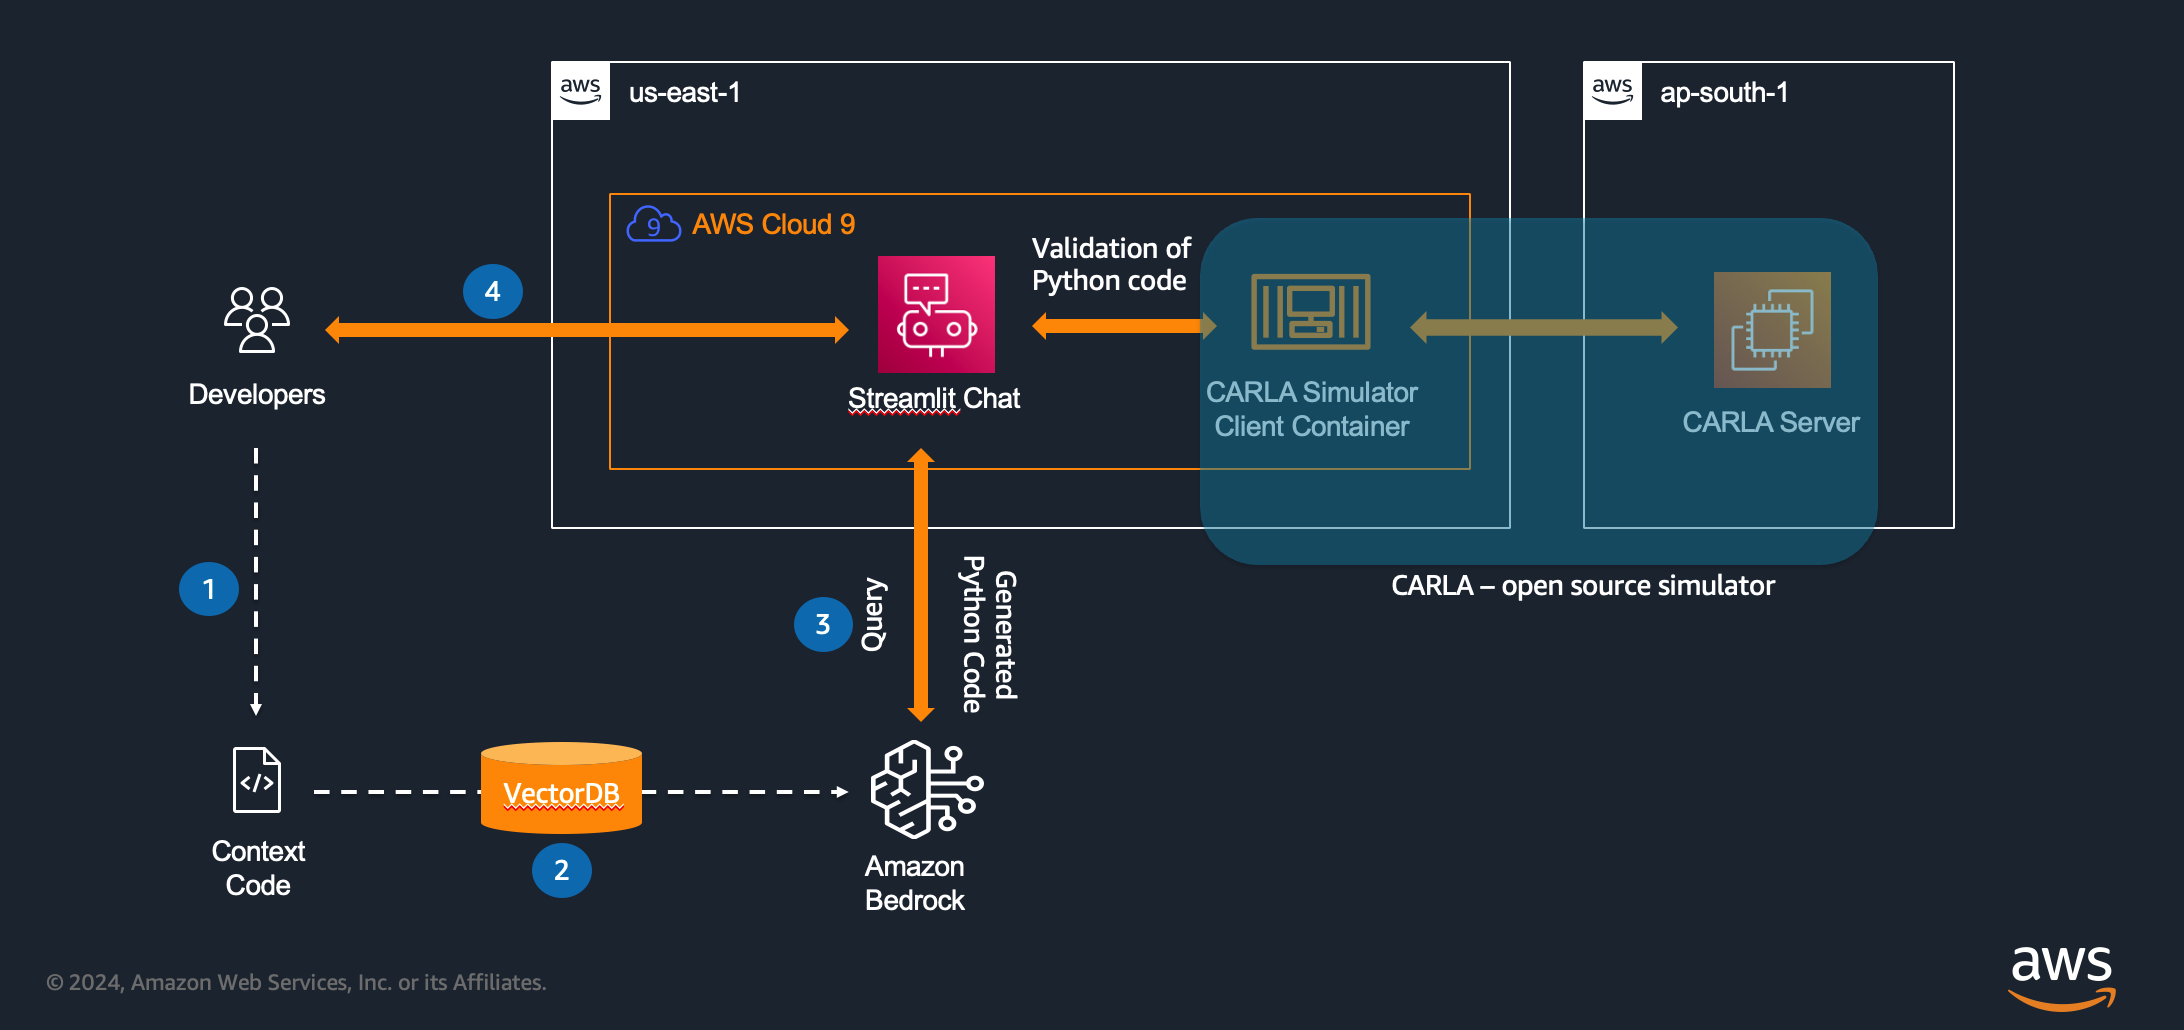 aws
us-east-1
aws
ap-south-1
9
AWS Cloud 9
Validation of
Python code
4
Developers
Streamlit Chat
CARLA Simulator
Client Container
CARLA Server
1
3
Query
Generated
Python Code
CARLA – open source simulator
</>
VectorDB
2
Context
Code
Amazon
Bedrock
© 2024, Amazon Web Services, Inc. or its Affiliates.
aws